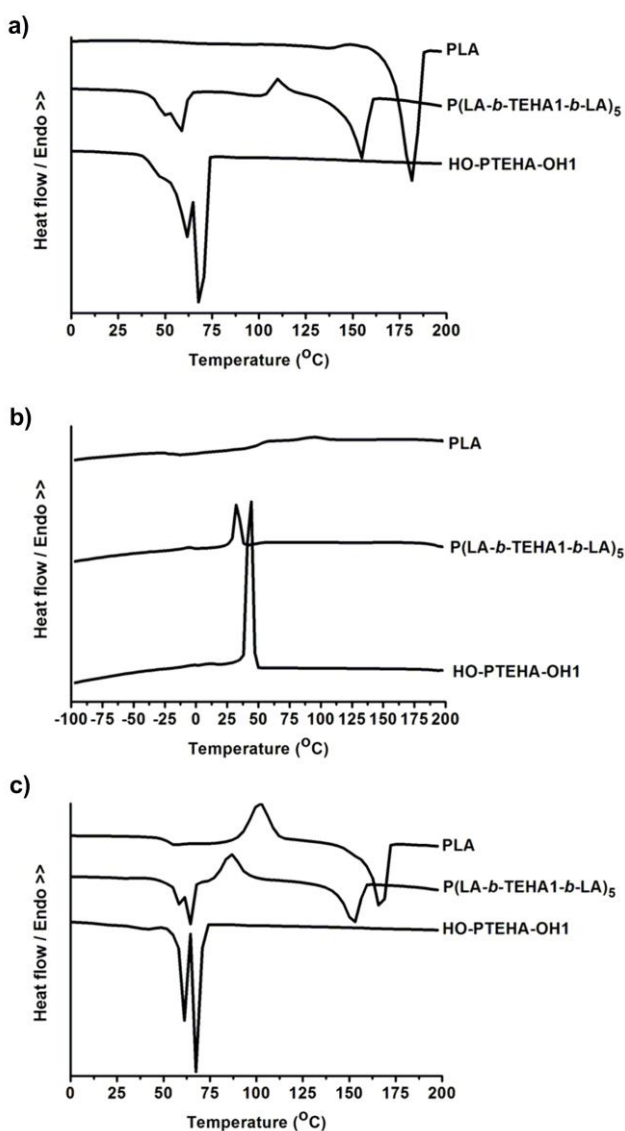 a)
PLA
P(LA-b-TEHA1-b-LA)5
HO-PTEHA-OH1
Heat flow / Endo >>
0 25 50 75 100 125 150 175 200
Temperature (OC)
b)
PLA
P(LA-b-TEHA1-b-LA)5
HO-PTEHA-OH1
Heat flow / Endo >>
-100 -75 -50 -25 0 25 50 75 100 125 150 175 200
Temperature (OC)
c)
PLA
P(LA-b-TEHA1-b-LA)5
HO-PTEHA-OH1
Heat flow / Endo >>
0 25 50 75 100 125 150 175 200
Temperature (OC)